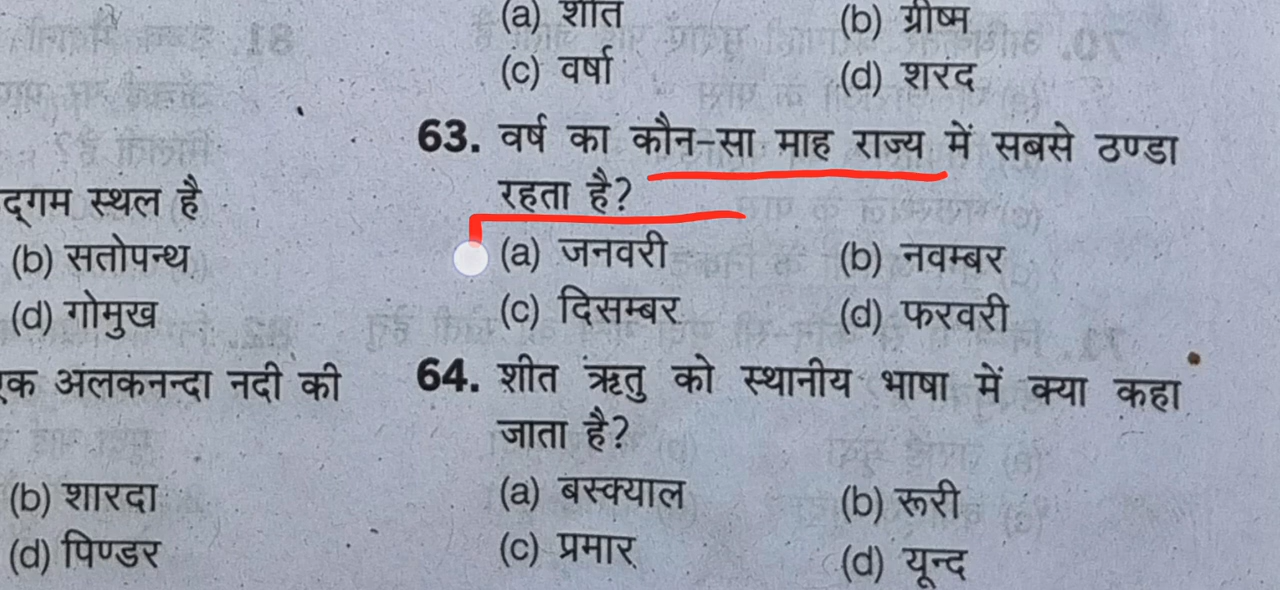 द्गम स्थल है
(b) सतोपन्थ
(d) गोमुख
एक अलकनन्दा नदी की
(b) शारदा
(d) पिण्डर
(a) शीत (b) ग्रीष्म
(c) वर्षा (d) शरद
63. वर्ष का कौन-सा माह राज्य में सबसे ठण्डा
रहता है?
(a) जनवरी (b) नवम्बर
(c) दिसम्बर (d) फरवरी
64. शीत ऋतु को स्थानीय भाषा में क्या कहा
जाता है?
(a) बस्क्याल (b) रूरी
(c) प्रमार (d) यून्द